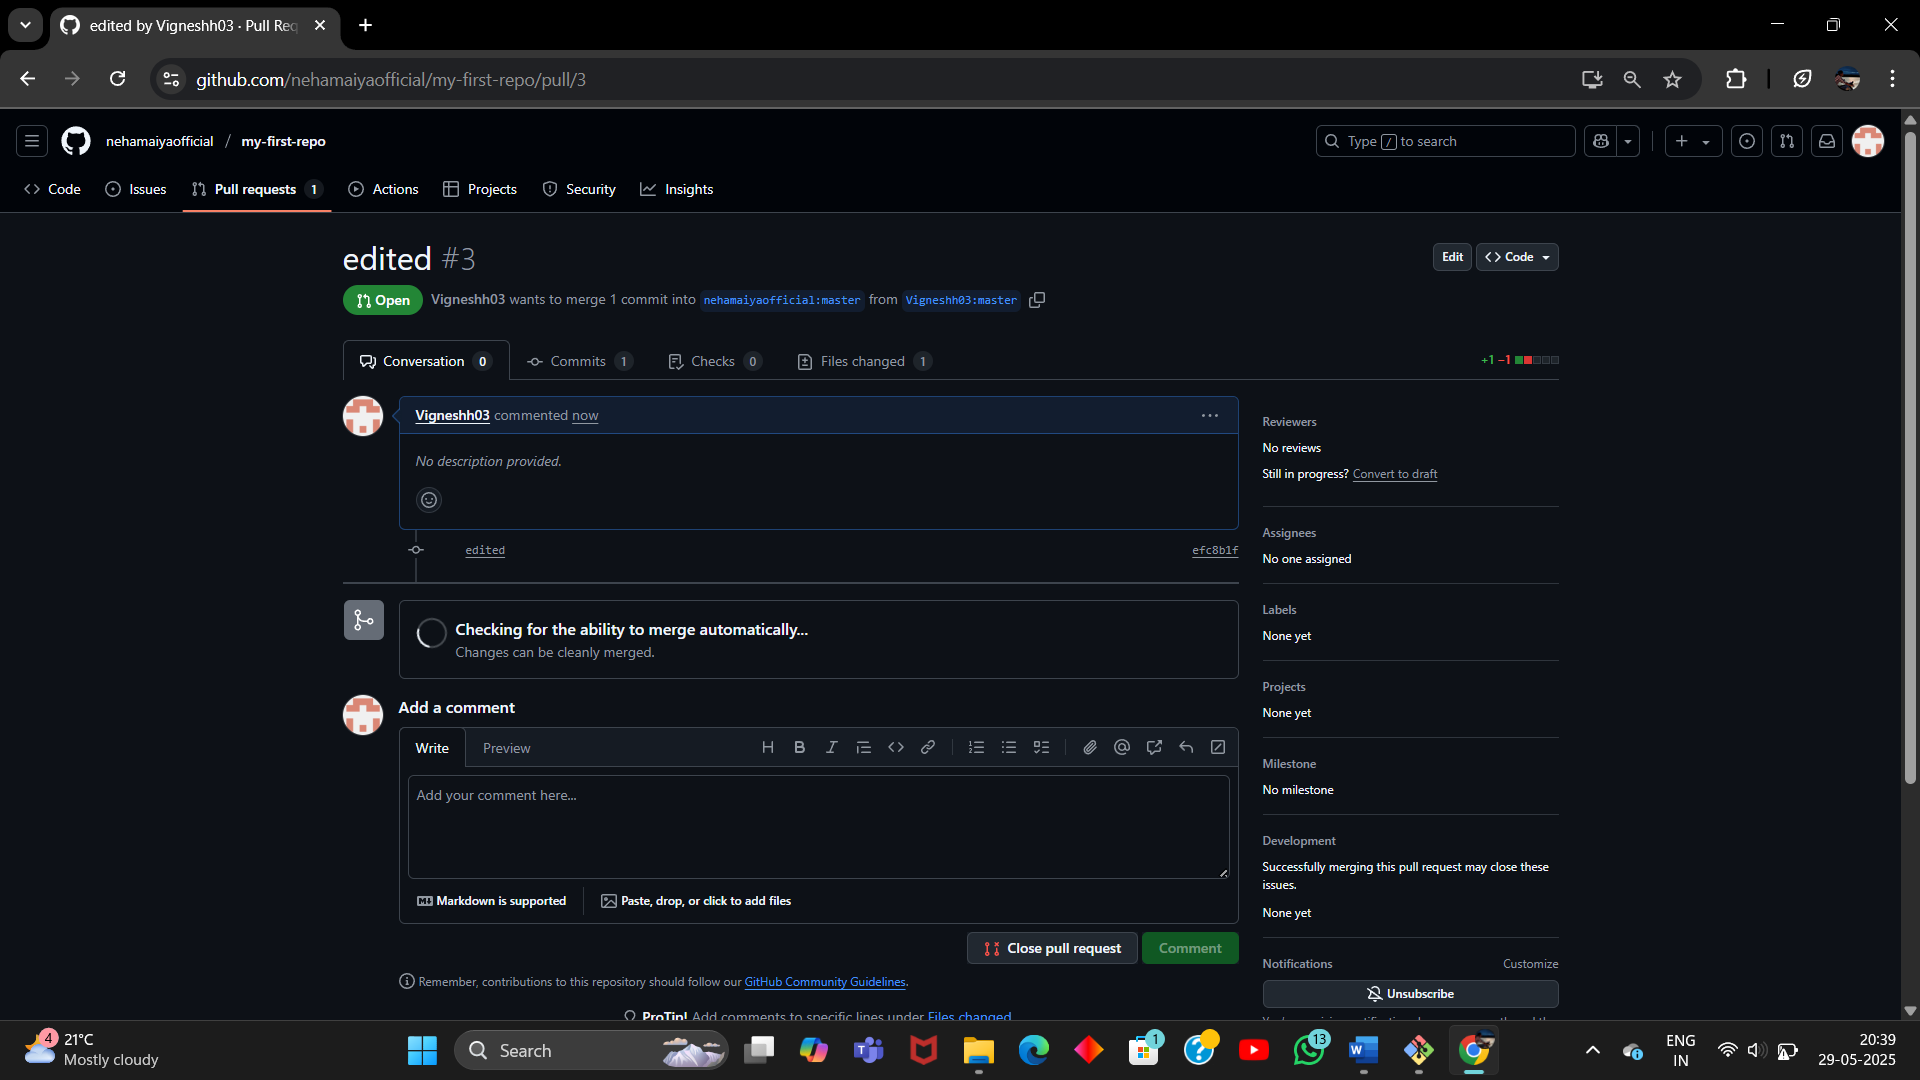 edited by Vigneshh03 · Pull Req
github.com/nehamaiyaofficial/my-first-repo/pull/3
nehamaiyaofficial / my-first-repo
Type / to search
Code
Issues
Pull requests 1
Actions
Projects
Security
Insights
edited #3
Edit
Code
Open
Vigneshh03 wants to merge 1 commit into nehamaiyaofficial:master from Vigneshh03:master
Conversation 0
Commits 1
Checks 0
Files changed 1
+1 −1
Vigneshh03 commented now
No description provided.
edited
efc8b1f
Checking for the ability to merge automatically...
Changes can be cleanly merged.
Add a comment
Write
Preview
Add your comment here...
Markdown is supported
Paste, drop, or click to add files
Close pull request
Comment
Remember, contributions to this repository should follow our GitHub Community Guidelines.
ProTip! Add comments to specific lines under Files changed
Reviewers
No reviews
Still in progress? Convert to draft
Assignees
No one assigned
Labels
None yet
Projects
None yet
Milestone
No milestone
Development
Successfully merging this pull request may close these
issues.
None yet
Notifications
Customize
Unsubscribe
4
21°C
Mostly cloudy
Search
1
13
ENG
IN
20:39
29-05-2025